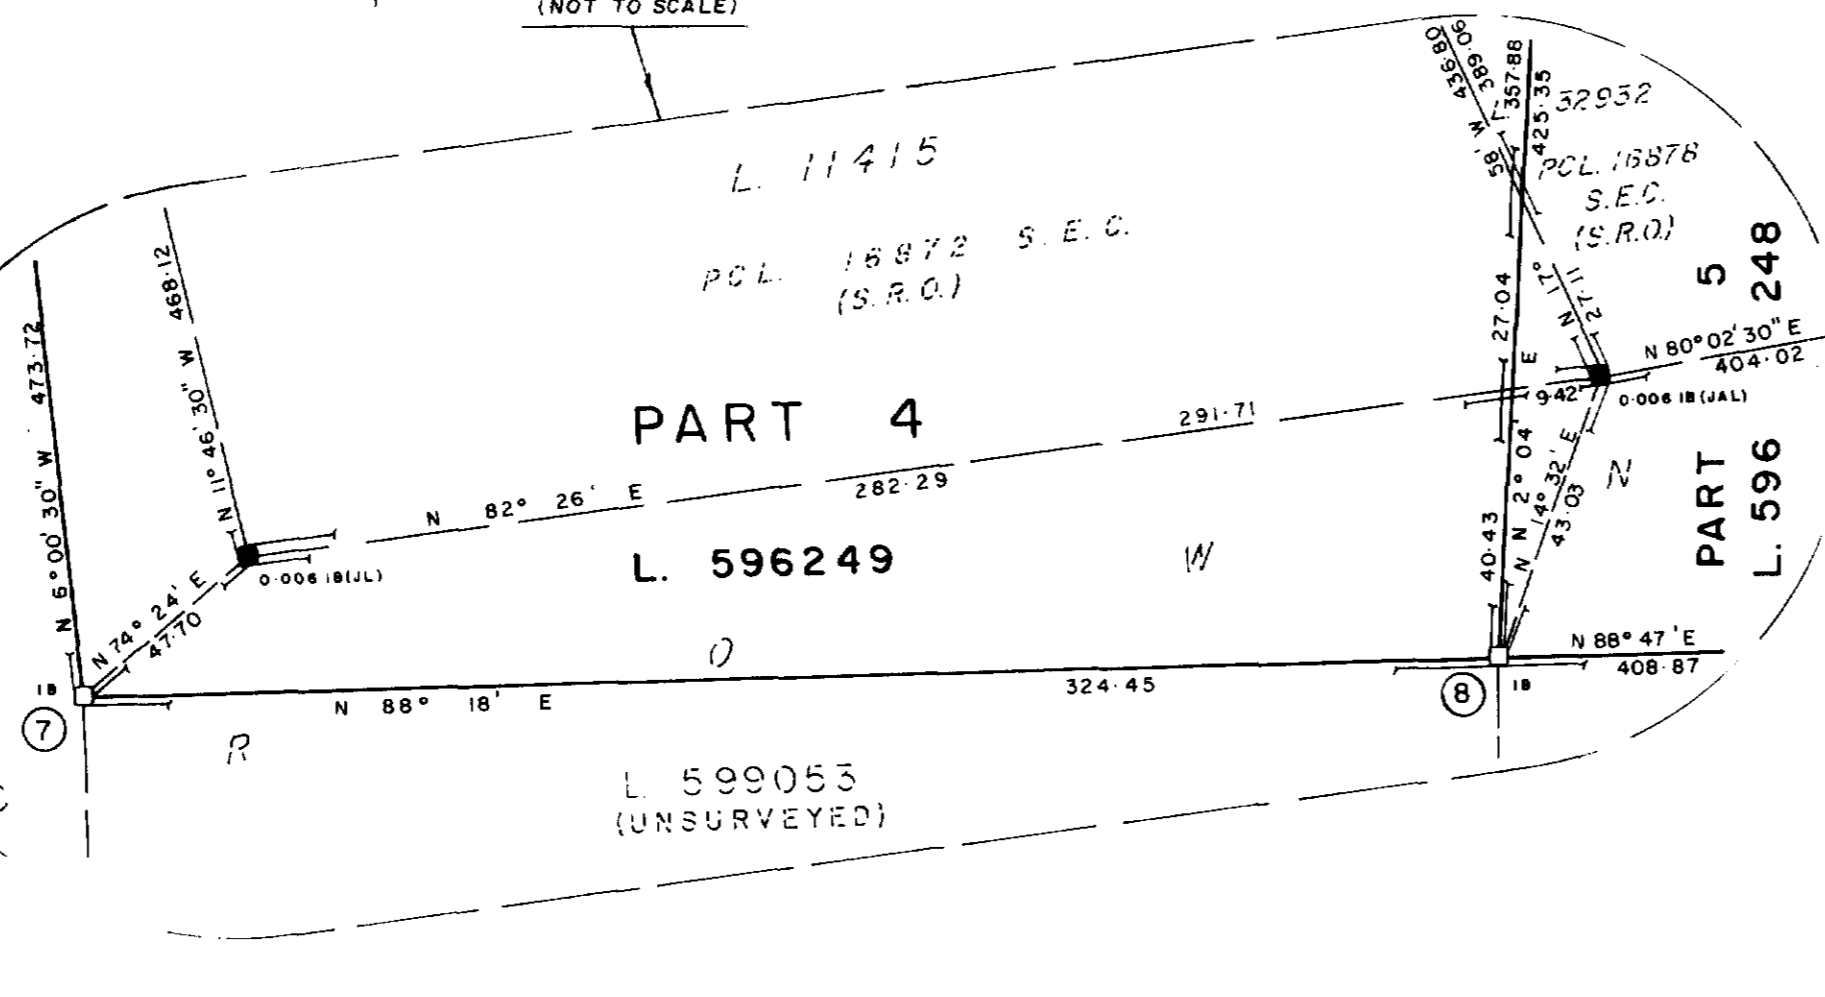 (NOT TO SCALE)
436.80
389.06
357.88
425.35
32932
PCL. 16878
S.E.C.
(S.R.O.)
L. 11415
PCL. 16872 S.E.C.
(S.R.O.)
N 17° 58' W
27.11
27.04
473.72
N 6° 00' 30" W
468.12
N 11° 46' 30" W
PART 5
L. 596 248
N 80° 02' 30" E
404.02
9.42
0.006 IB (JAL)
PART 4
291.71
N 82° 26' E
282.29
L. 596249
0.006 IB (JL)
N 74° 24' E
47.70
N 2° 04' E
40.43
N 14° 32' E
43.03
N
W
O
R
IB
7
N 88° 18' E
324.45
8
IB
N 88° 47' E
408.87
L. 599053
(UNSURVEYED)